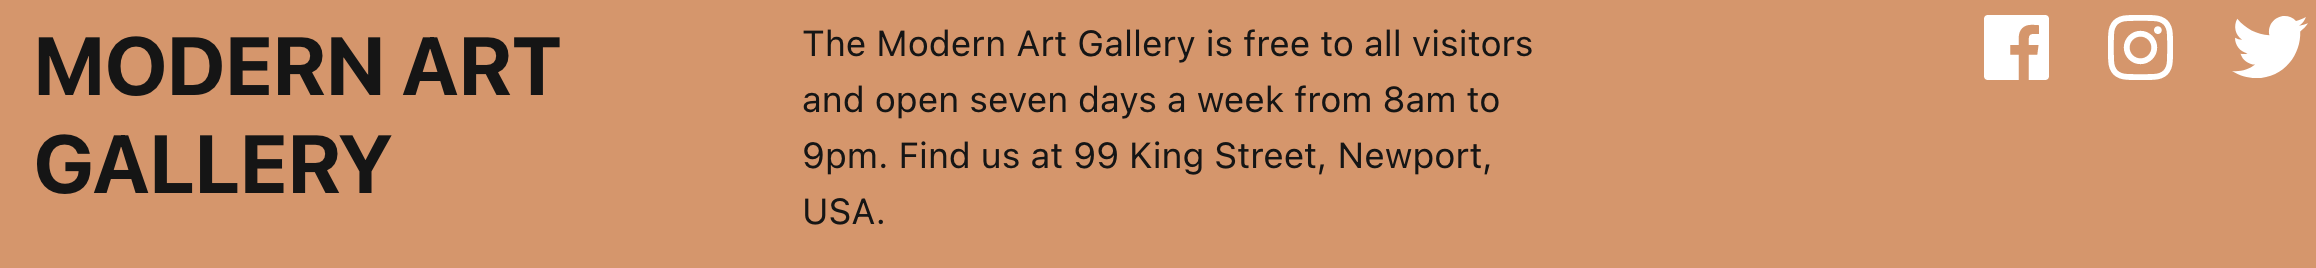 MODERN ART
GALLERY
The Modern Art Gallery is free to all visitors
and open seven days a week from 8am to
9pm. Find us at 99 King Street, Newport,
USA.